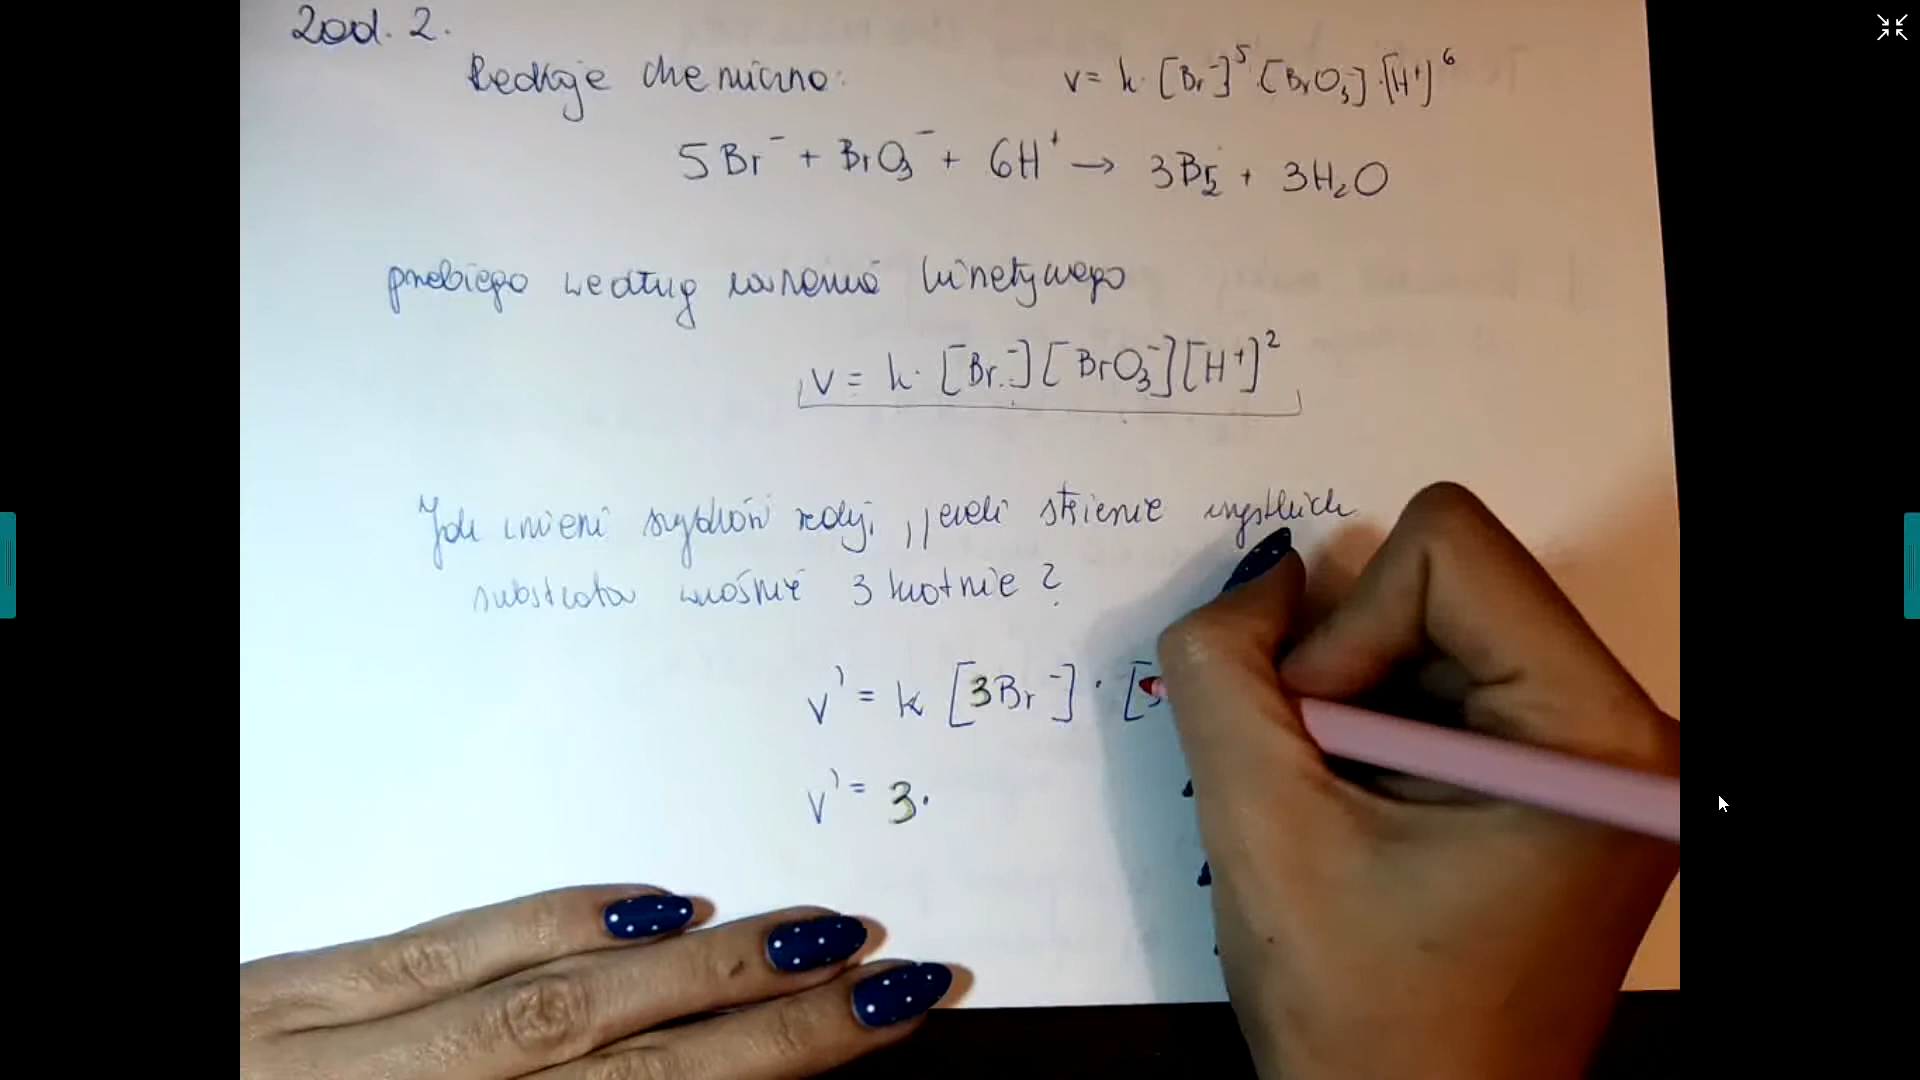 Zad. 2.
Reakcja chemiczna: v = k · [Br⁻]⁵ · [BrO₃⁻] · [H⁺]⁶
5Br⁻ + BrO₃⁻ + 6H⁺ → 3Br₂ + 3H₂O
przebiega według równania kinetycznego
v = k · [Br⁻][BrO₃⁻][H⁺]²
Jak zmieni szybkość reakcji, jeżeli stężenie wszystkich
substratów wzrośnie 3 krotnie?
v' = k [3Br⁻] · [3
v' = 3 ·